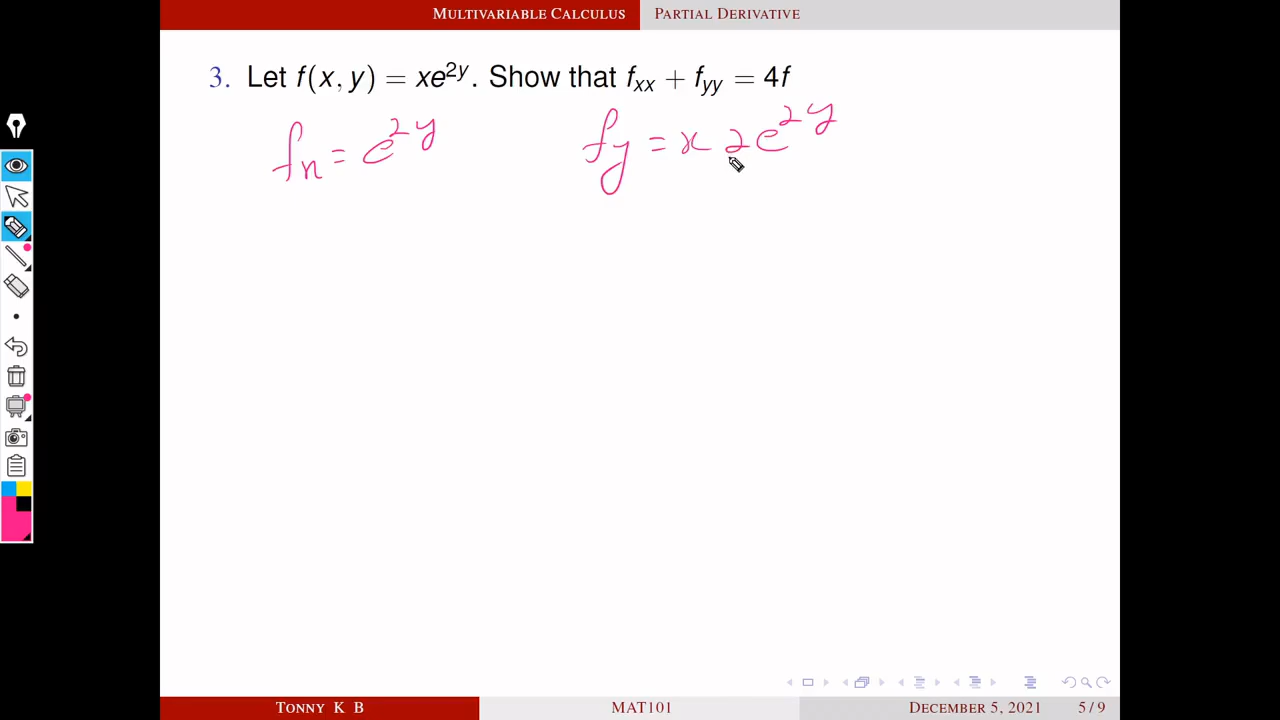 MULTIVARIABLE CALCULUS PARTIAL DERIVATIVE
3. Let f(x, y) = xe^{2y}. Show that f_{xx} + f_{yy} = 4f
f_x = e^{2y} f_y = x 2e^{2y}
TONNY K B MAT101 DECEMBER 5, 2021 5 / 9